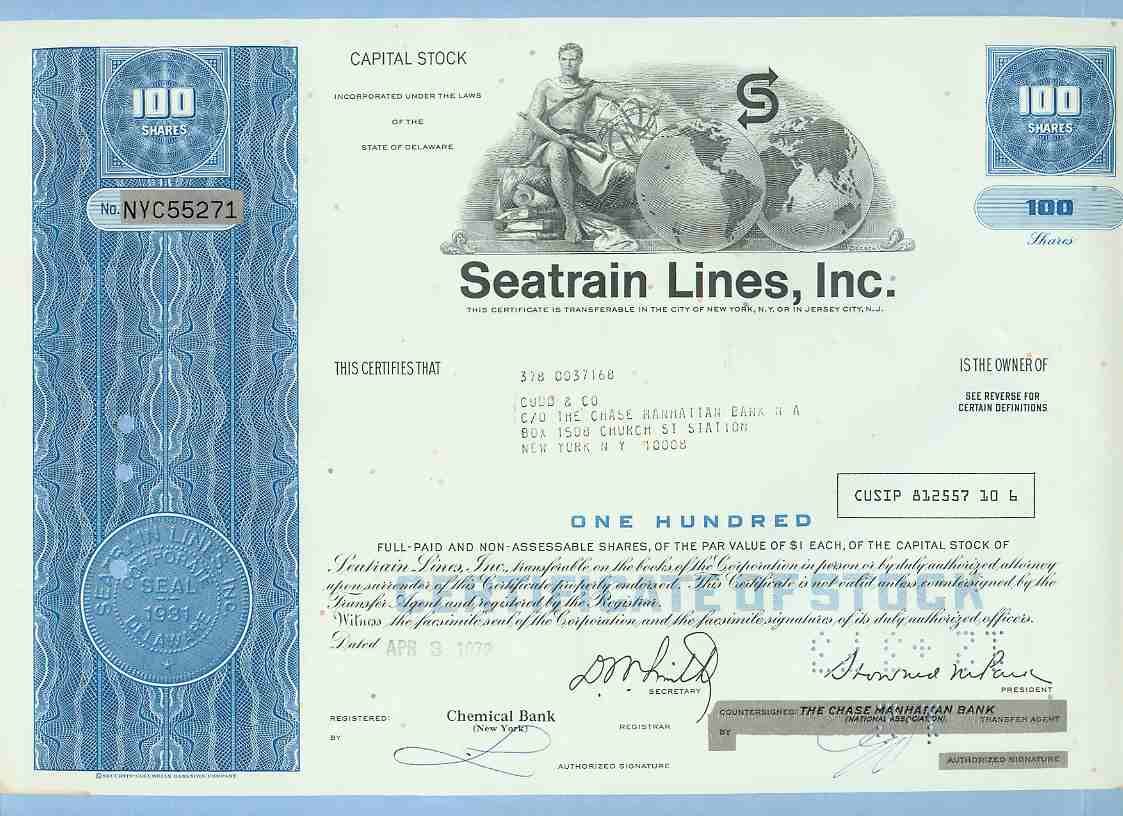 CAPITAL STOCK
INCORPORATED UNDER THE LAWS
OF THE
STATE OF DELAWARE
100
SHARES
No. NYC55271
S
100
SHARES
100
Shares
Seatrain Lines, Inc.
THIS CERTIFICATE IS TRANSFERABLE IN THE CITY OF NEW YORK, N.Y. OR IN JERSEY CITY, N.J.
THIS CERTIFIES THAT
IS THE OWNER OF
SEE REVERSE FOR
CERTAIN DEFINITIONS
378 0037168
CUDD & CO
C/O THE CHASE MANHATTAN BANK N A
BOX 1508 CHURCH ST STATION
NEW YORK N Y 10008
CUSIP 812557 10 6
ONE HUNDRED
FULL-PAID AND NON-ASSESSABLE SHARES, OF THE PAR VALUE OF $1 EACH, OF THE CAPITAL STOCK OF
Seatrain Lines, Inc., transferable on the books of the Corporation in person or by duly authorized attorney
upon surrender of this Certificate properly endorsed. This Certificate is not valid unless countersigned by the
Transfer Agent and registered by the Registrar.
Witness the facsimile seal of the Corporation and the facsimile signatures of its duly authorized officers.
CERTIFICATE OF STOCK
Dated APR 3 1972
SEATRAIN LINES, INC.
CORPORATE
SEAL
1931
DELAWARE
SECRETARY
PRESIDENT
REGISTERED:
Chemical Bank
(New York)
REGISTRAR
BY
AUTHORIZED SIGNATURE
COUNTERSIGNED: THE CHASE MANHATTAN BANK
(NATIONAL ASSOCIATION),
TRANSFER AGENT
BY
AUTHORIZED SIGNATURE
© SECURITY-COLUMBIAN BANKNOTE COMPANY